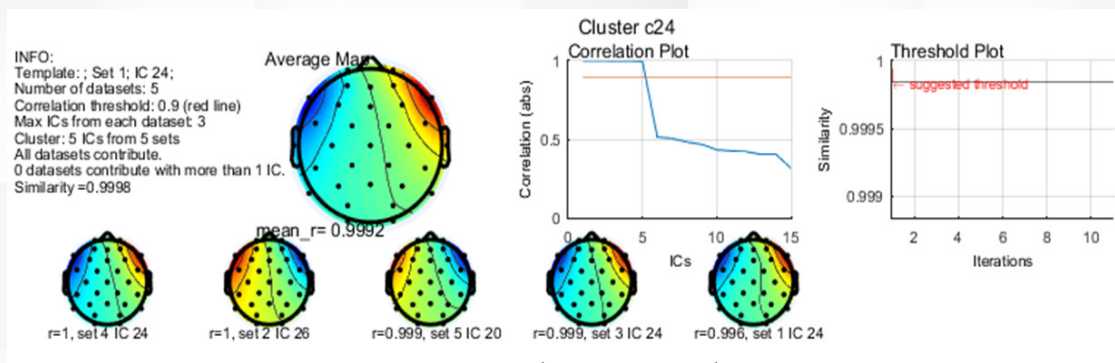 Cluster c24
INFO:
Template: ; Set 1; IC 24;
Number of datasets: 5
Correlation threshold: 0.9 (red line)
Max ICs from each dataset: 3
Cluster: 5 ICs from 5 sets
All datasets contribute.
0 datasets contribute with more than 1 IC.
Similarity =0.9998
Average Map
mean_r= 0.9992
Correlation Plot
Correlation (abs)
1
0.5
0
0 5 10 15
ICs
Threshold Plot
← suggested threshold
Similarity
1
0.9995
0.999
2 4 6 8 10
Iterations
r=1, set 4 IC 24
r=1, set 2 IC 26
r=0.999, set 5 IC 20
r=0.999, set 3 IC 24
r=0.996, set 1 IC 24